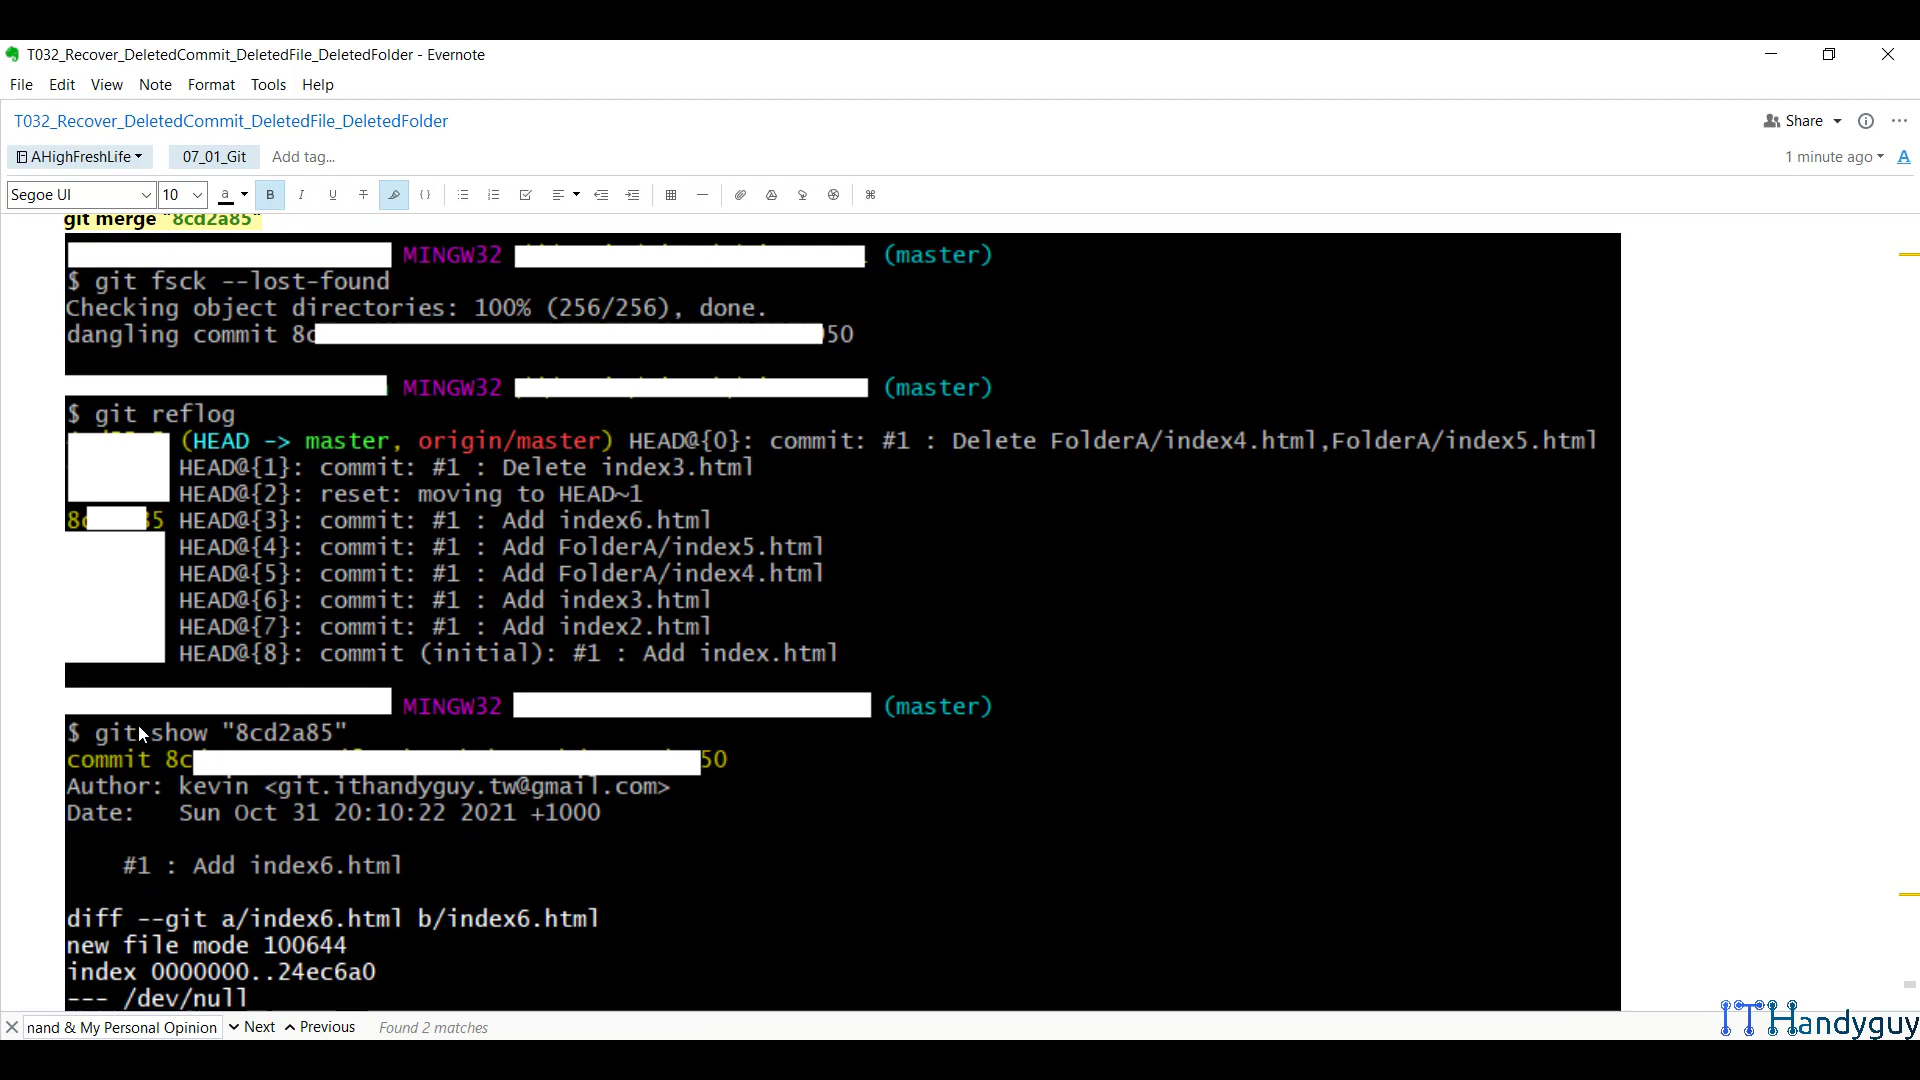 T032_Recover_DeletedCommit_DeletedFile_DeletedFolder - Evernote
File Edit View Note Format Tools Help
T032_Recover_DeletedCommit_DeletedFile_DeletedFolder
Share
AHighFreshLife 07_01_Git Add tag...
1 minute ago A
Segoe UI 10 a B I U T {}
git merge "8cd2a85"
MINGW32 (master)
$ git fsck --lost-found
Checking object directories: 100% (256/256), done.
dangling commit 8c 50
MINGW32 (master)
$ git reflog
(HEAD -> master, origin/master) HEAD@{0}: commit: #1 : Delete FolderA/index4.html,FolderA/index5.html
HEAD@{1}: commit: #1 : Delete index3.html
HEAD@{2}: reset: moving to HEAD~1
8c 85 HEAD@{3}: commit: #1 : Add index6.html
HEAD@{4}: commit: #1 : Add FolderA/index5.html
HEAD@{5}: commit: #1 : Add FolderA/index4.html
HEAD@{6}: commit: #1 : Add index3.html
HEAD@{7}: commit: #1 : Add index2.html
HEAD@{8}: commit (initial): #1 : Add index.html
MINGW32 (master)
$ git show "8cd2a85"
commit 8c 50
Author: kevin <git.ithandyguy.tw@gmail.com>
Date: Sun Oct 31 20:10:22 2021 +1000
#1 : Add index6.html
diff --git a/index6.html b/index6.html
new file mode 100644
index 0000000..24ec6a0
--- /dev/null
nand & My Personal Opinion Next Previous Found 2 matches
ITHandyguy